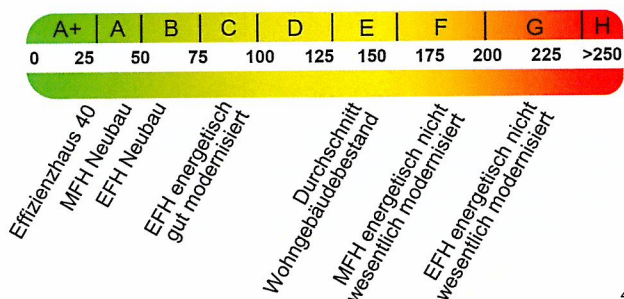 A+ A B C D E F G H
0 25 50 75 100 125 150 175 200 225 >250
Effizienzhaus 40
MFH Neubau
EFH Neubau
EFH energetisch
gut modernisiert
Durchschnitt
Wohngebäudebestand
MFH energetisch nicht
wesentlich modernisiert
EFH energetisch nicht
wesentlich modernisiert